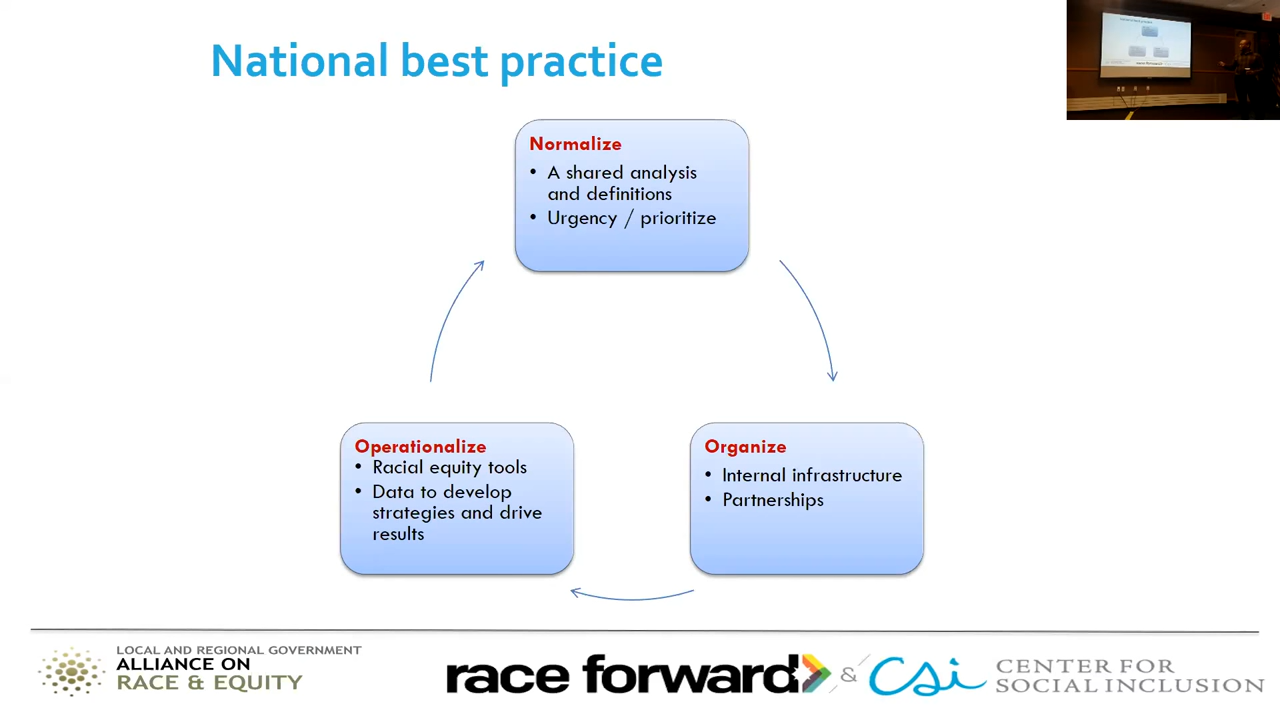 National best practice
Normalize
• A shared analysis
and definitions
• Urgency / prioritize
Operationalize
• Racial equity tools
• Data to develop
strategies and drive
results
Organize
• Internal infrastructure
• Partnerships
LOCAL AND REGIONAL GOVERNMENT
ALLIANCE ON
RACE & EQUITY
race forward
&
csi
CENTER FOR
SOCIAL INCLUSION